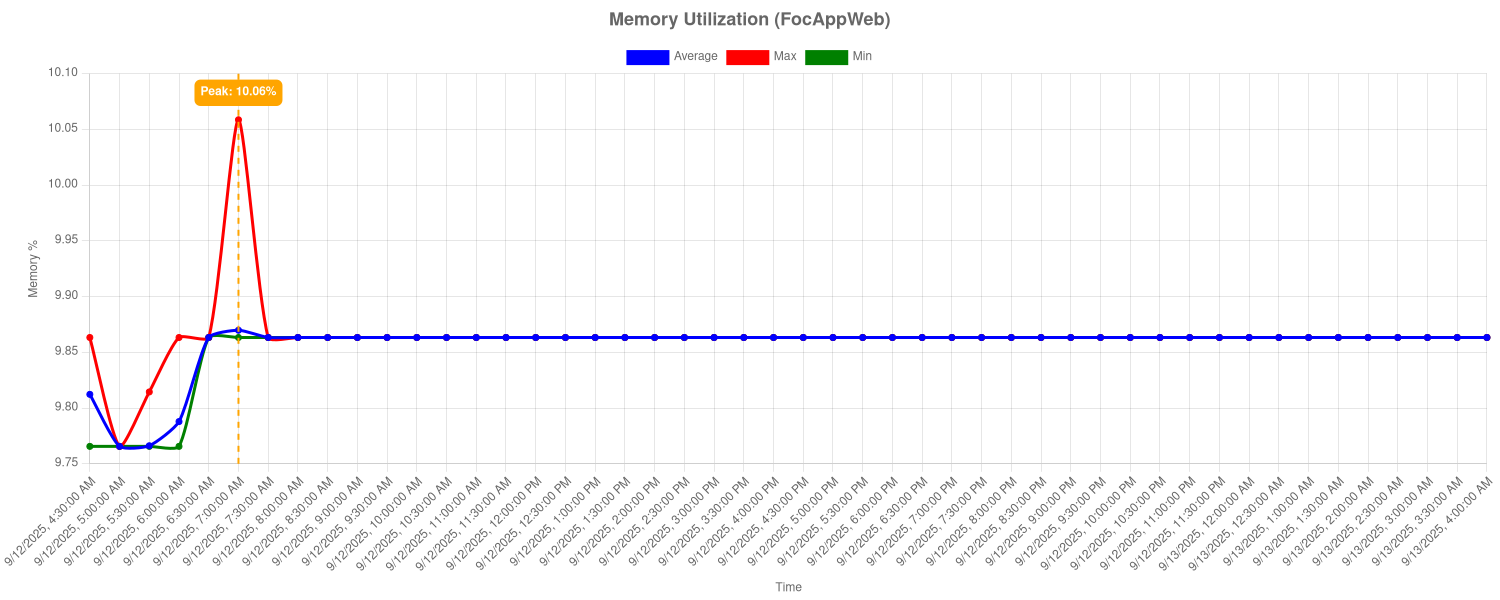 Memory Utilization (FocAppWeb)
Average Max Min
Peak: 10.06%
10.10
10.05
10.00
9.95
9.90
9.85
9.80
9.75
Memory %
9/12/2025, 4:30:00 AM
9/12/2025, 5:00:00 AM
9/12/2025, 5:30:00 AM
9/12/2025, 6:00:00 AM
9/12/2025, 6:30:00 AM
9/12/2025, 7:00:00 AM
9/12/2025, 7:30:00 AM
9/12/2025, 8:00:00 AM
9/12/2025, 8:30:00 AM
9/12/2025, 9:00:00 AM
9/12/2025, 9:30:00 AM
9/12/2025, 10:00:00 AM
9/12/2025, 10:30:00 AM
9/12/2025, 11:00:00 AM
9/12/2025, 11:30:00 AM
9/12/2025, 12:00:00 PM
9/12/2025, 12:30:00 PM
9/12/2025, 1:00:00 PM
9/12/2025, 1:30:00 PM
9/12/2025, 2:00:00 PM
9/12/2025, 2:30:00 PM
9/12/2025, 3:00:00 PM
9/12/2025, 3:30:00 PM
9/12/2025, 4:00:00 PM
9/12/2025, 4:30:00 PM
9/12/2025, 5:00:00 PM
9/12/2025, 5:30:00 PM
9/12/2025, 6:00:00 PM
9/12/2025, 6:30:00 PM
9/12/2025, 7:00:00 PM
9/12/2025, 7:30:00 PM
9/12/2025, 8:00:00 PM
9/12/2025, 8:30:00 PM
9/12/2025, 9:00:00 PM
9/12/2025, 9:30:00 PM
9/12/2025, 10:00:00 PM
9/12/2025, 10:30:00 PM
9/12/2025, 11:00:00 PM
9/12/2025, 11:30:00 PM
9/13/2025, 12:00:00 AM
9/13/2025, 12:30:00 AM
9/13/2025, 1:00:00 AM
9/13/2025, 1:30:00 AM
9/13/2025, 2:00:00 AM
9/13/2025, 2:30:00 AM
9/13/2025, 3:00:00 AM
9/13/2025, 3:30:00 AM
9/13/2025, 4:00:00 AM
Time